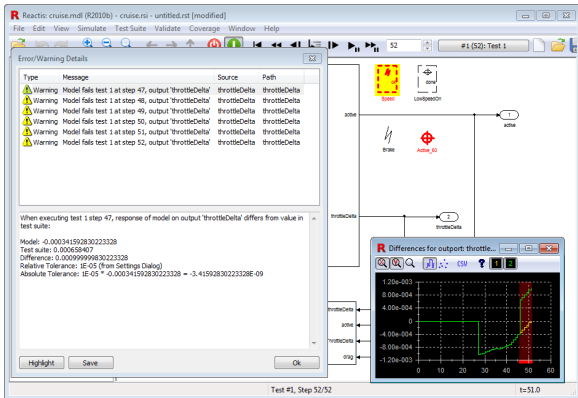 Reactis: cruise.mdl (R2010b) - cruise.rsi - untitled.rst [modified]
File Edit View Simulate Test Suite Validate Coverage Window Help
52
#1 (52): Test 1
Error/Warning Details
Type Message Source Path
Warning Model fails test 1 at step 47, output 'throttleDelta' throttleDelta throttleDelta
Warning Model fails test 1 at step 48, output 'throttleDelta' throttleDelta throttleDelta
Warning Model fails test 1 at step 49, output 'throttleDelta' throttleDelta throttleDelta
Warning Model fails test 1 at step 50, output 'throttleDelta' throttleDelta throttleDelta
Warning Model fails test 1 at step 51, output 'throttleDelta' throttleDelta throttleDelta
Warning Model fails test 1 at step 52, output 'throttleDelta' throttleDelta throttleDelta
When executing test 1 step 47, response of model on output 'throttleDelta' differs from value in
test suite:
Model: -0.000341592830223328
Test suite: 0.000658407
Difference: 0.000999999830223328
Relative Tolerance: 1E-05 (from Settings Dialog)
Absolute Tolerance: 1E-05 * -0.000341592830223328 = -3.41592830223328E-09
Highlight
Save
Ok
Speed
done
LowSpeedOn
active
1
active
Brake
Active_60
throttleDelta
2
throttleDelta
throttleDelta
active
throttleDelta
drag
Differences for outport: throttle...
CSV
?
1
2
1.20e-003
8.00e-004
4.00e-004
0
-4.00e-004
-8.00e-004
-1.20e-003
0 10 20 30 40 50 60
Test #1, Step 52/52
t=51.0